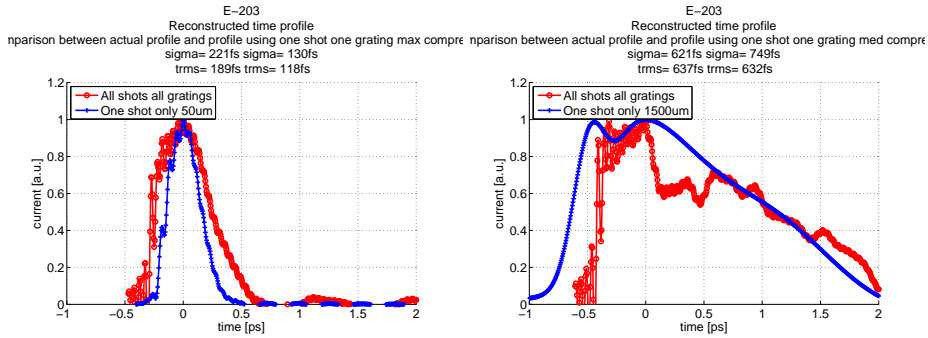 E-203
Reconstructed time profile
nparison between actual profile and profile using one shot one grating max compre
sigma= 221fs sigma= 130fs
trms= 189fs trms= 118fs
All shots all gratings
One shot only 50um
current [a.u.]
1
0.8
0.6
0.4
0.2
0
-1
-0.5
0
0.5
1
1.5
2
time [ps]
E-203
Reconstructed time profile
nparison between actual profile and profile using one shot one grating med compre
sigma= 621fs sigma= 749fs
trms= 637fs trms= 632fs
All shots all gratings
One shot only 1500um
current [a.u.]
1
0.8
0.6
0.4
0.2
0
-1
-0.5
0
0.5
1
1.5
2
time [ps]